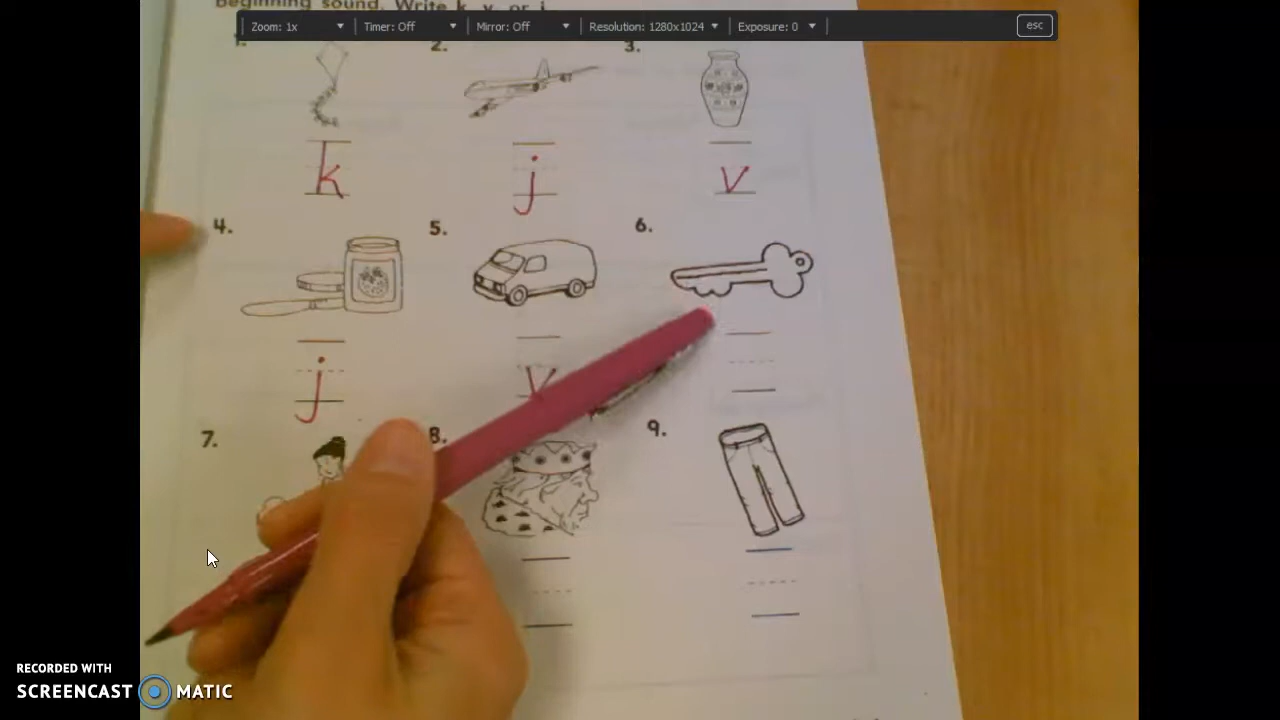 beginning sound. Write k, v, or j.
Zoom: 1x Timer: Off Mirror: Off Resolution: 1280x1024 Exposure: 0 esc
1. 2. 3.
k j v
4. 5. 6.
j v
7. 8. 9.
RECORDED WITH
SCREENCAST MATIC